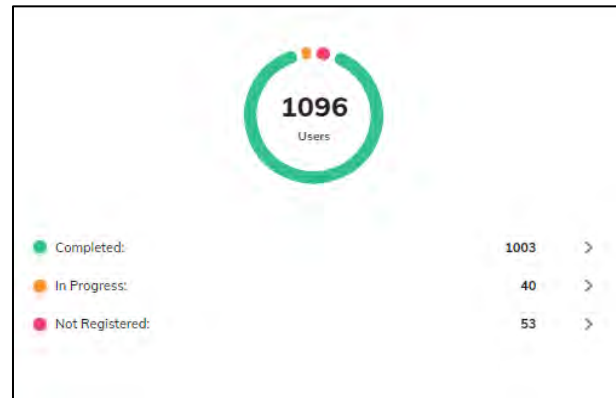 1096
Users
Completed: 1003 >
In Progress: 40 >
Not Registered: 53 >